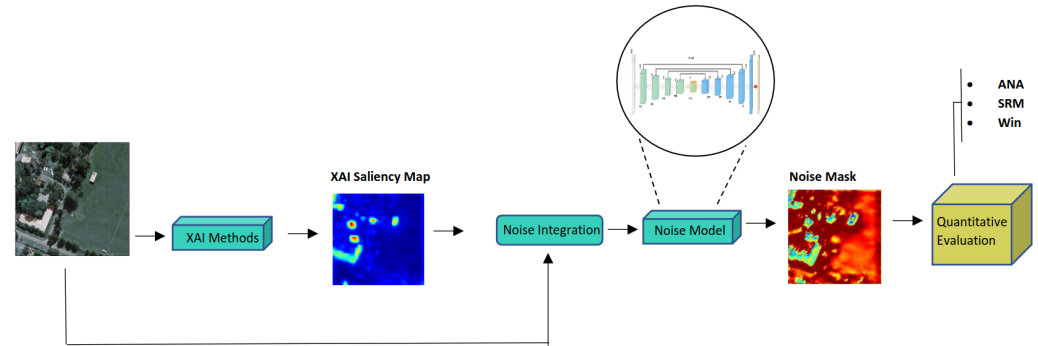 ANA
SRM
Win
XAI Saliency Map
Noise Mask
XAI Methods
Noise Integration
Noise Model
Quantitative
Evaluation